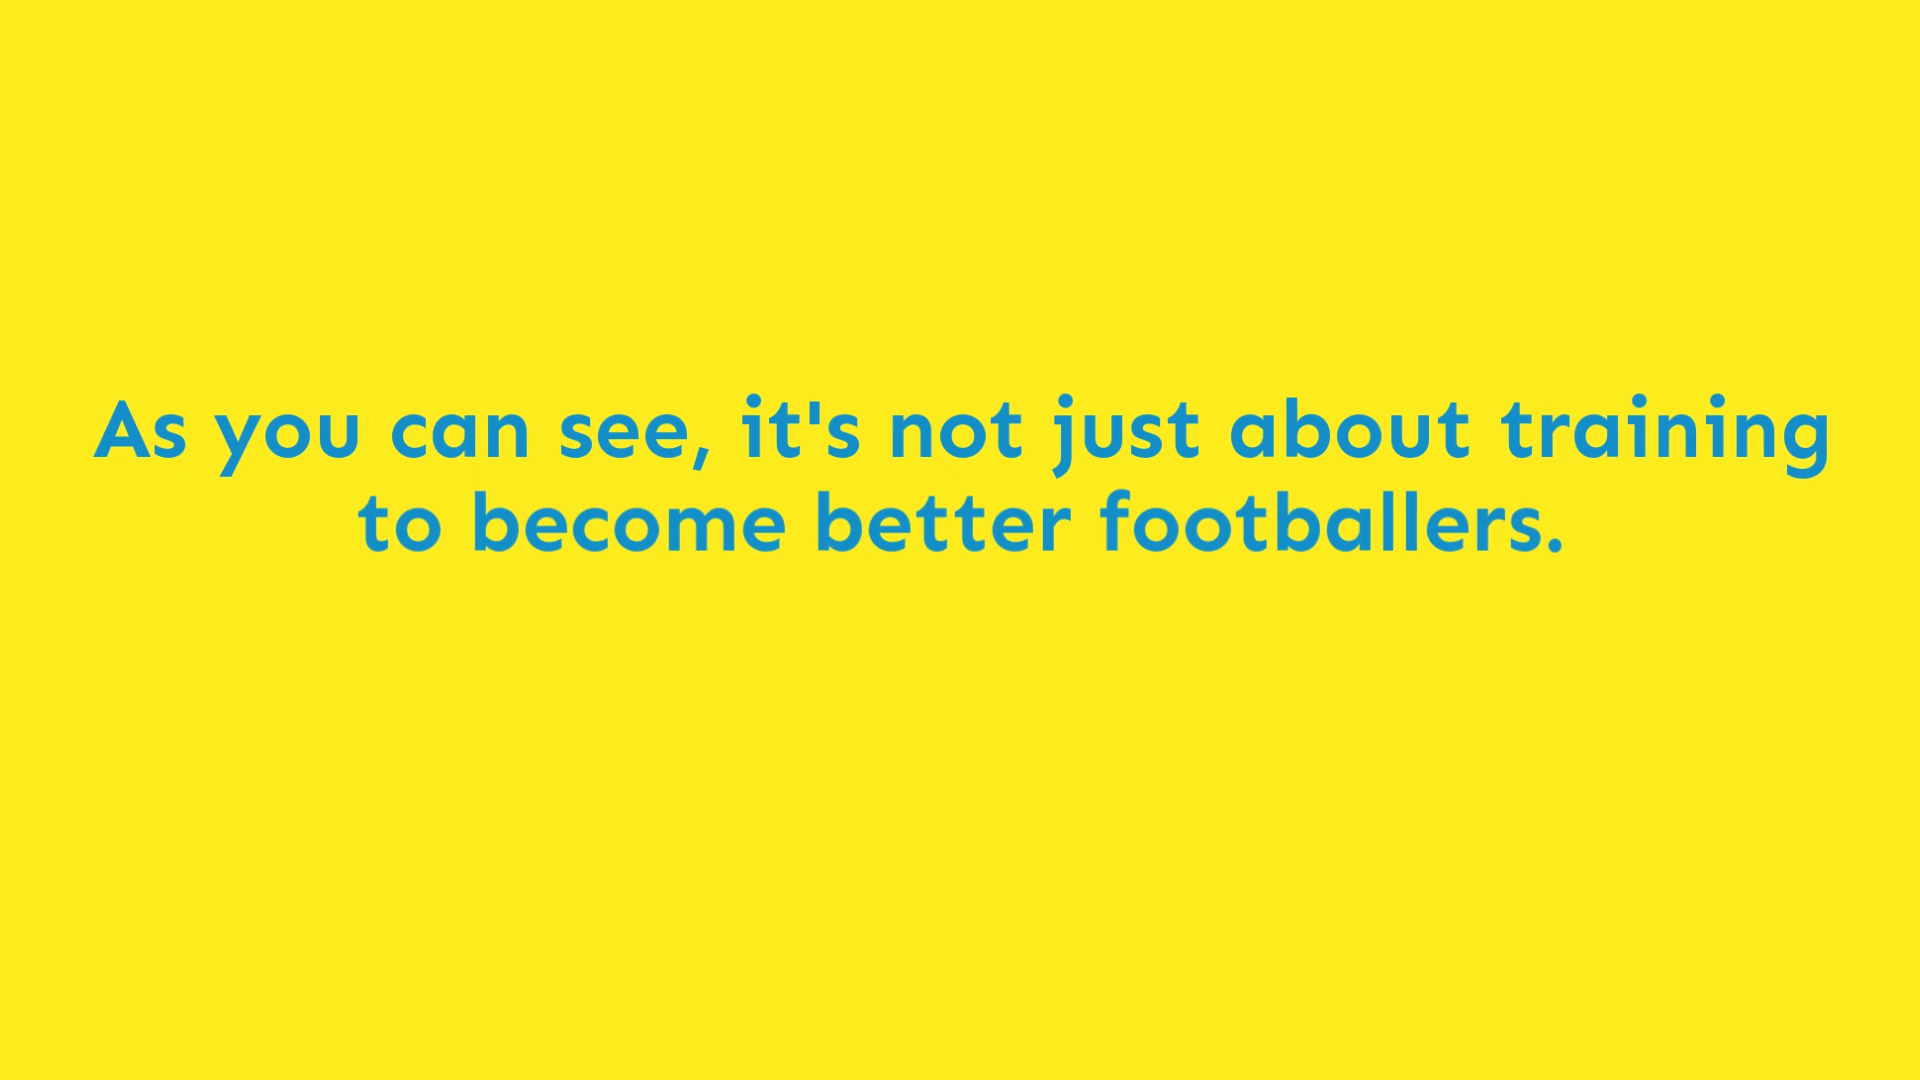 As you can see, it's not just about training
to become better footballers.